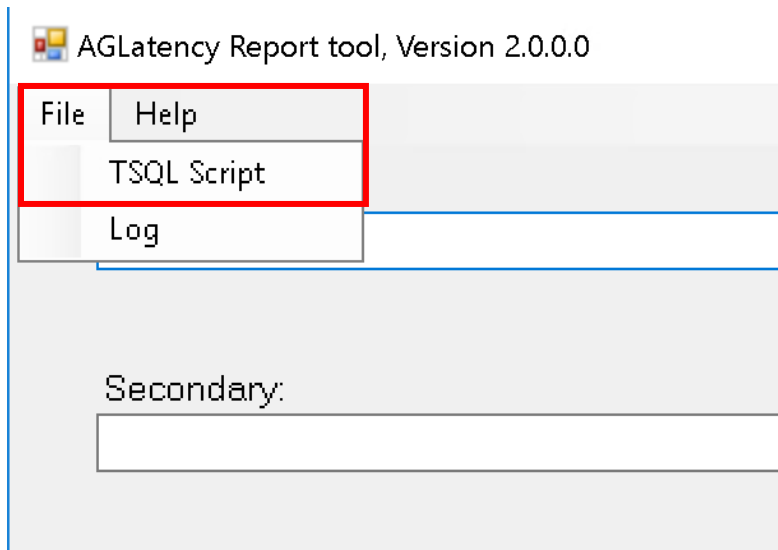 AGLatency Report tool, Version 2.0.0.0
File Help
TSQL Script
Log
Secondary: